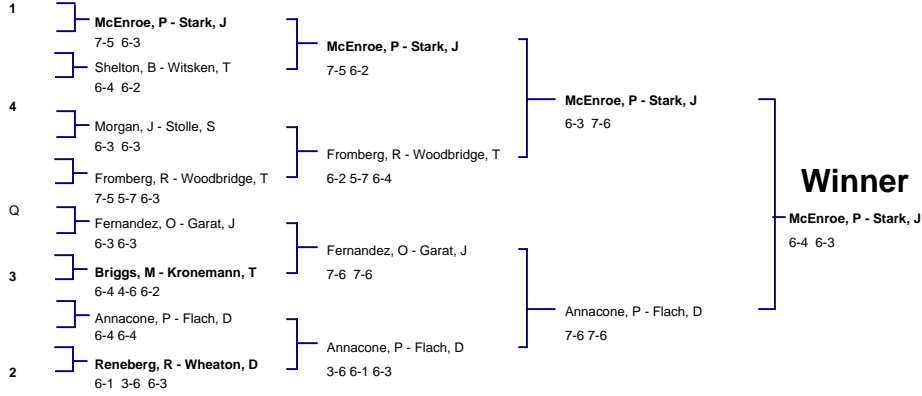 1
McEnroe, P - Stark, J
7-5 6-3
Shelton, B - Witsken, T
6-4 6-2
4
Morgan, J - Stolle, S
6-3 6-3
Fromberg, R - Woodbridge, T
7-5 5-7 6-3
Q
Fernandez, O - Garat, J
6-3 6-3
3
Briggs, M - Kronemann, T
6-4 4-6 6-2
Annacone, P - Flach, D
6-4 6-4
2
Reneberg, R - Wheaton, D
6-1 3-6 6-3
McEnroe, P - Stark, J
7-5 6-2
Fromberg, R - Woodbridge, T
6-2 5-7 6-4
Fernandez, O - Garat, J
7-6 7-6
Annacone, P - Flach, D
3-6 6-1 6-3
McEnroe, P - Stark, J
6-3 7-6
Annacone, P - Flach, D
7-6 7-6
Winner
McEnroe, P - Stark, J
6-4 6-3